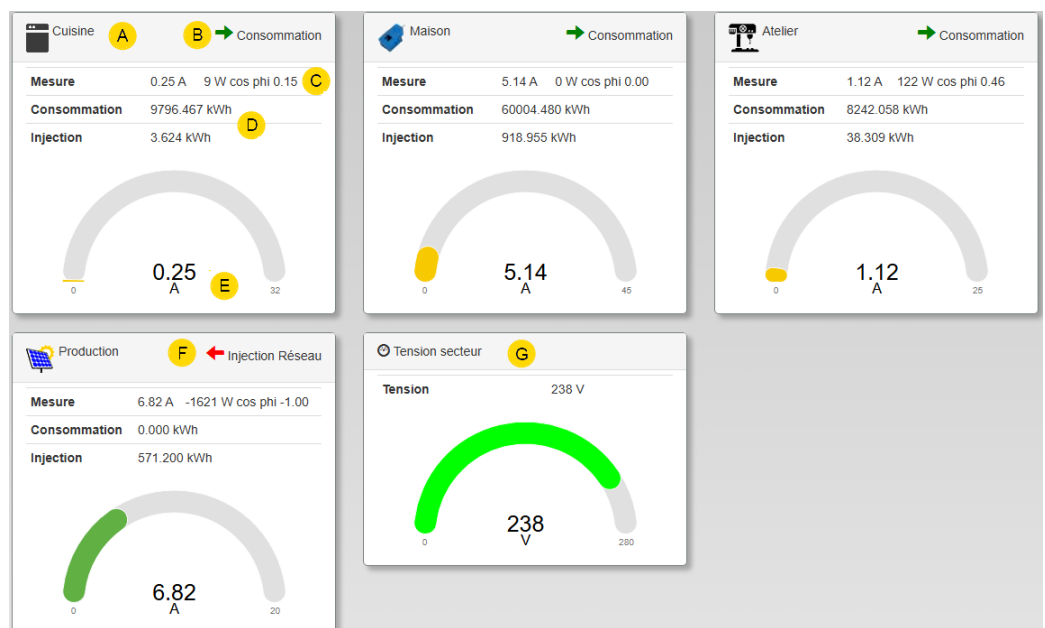 Cuisine A B Consommation
Mesure 0.25 A 9 W cos phi 0.15 C
Consommation 9796.467 kWh
D
Injection 3.624 kWh
0.25
A E
0 32
Maison Consommation
Mesure 5.14 A 0 W cos phi 0.00
Consommation 60004.480 kWh
Injection 918.955 kWh
5.14
A
0 45
Atelier Consommation
Mesure 1.12 A 122 W cos phi 0.46
Consommation 8242.058 kWh
Injection 38.309 kWh
1.12
A
0 25
Production F Injection Réseau
Mesure 6.82 A -1621 W cos phi -1.00
Consommation 0.000 kWh
Injection 571.200 kWh
6.82
A
0 20
Tension secteur G
Tension 238 V
238
V
0 280